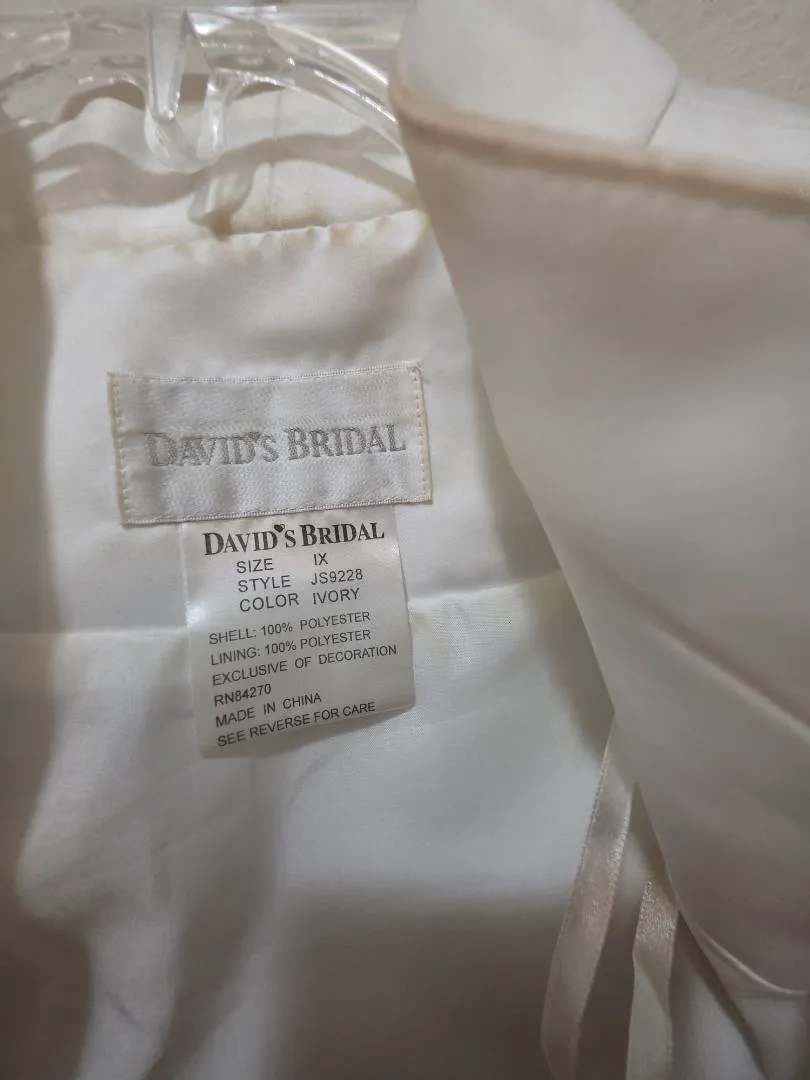 DAVID'S BRIDAL
DAVID'S BRIDAL
SIZE IX
STYLE JS9228
COLOR IVORY
SHELL: 100% POLYESTER
LINING: 100% POLYESTER
EXCLUSIVE OF DECORATION
RN84270
MADE IN CHINA
SEE REVERSE FOR CARE